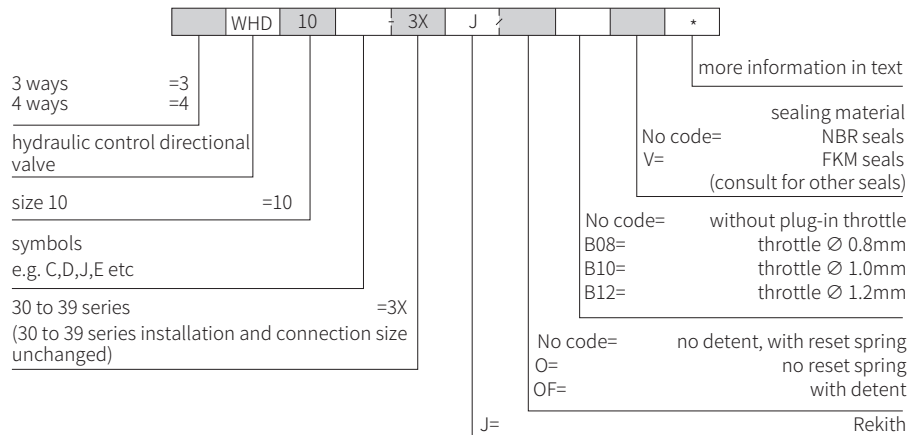 WHD 10 - 3X J / *
more information in text
3 ways =3
4 ways =4
sealing material
No code= NBR seals
V= FKM seals
(consult for other seals)
hydraulic control directional
valve
size 10 =10
No code= without plug-in throttle
B08= throttle ∅ 0.8mm
B10= throttle ∅ 1.0mm
B12= throttle ∅ 1.2mm
symbols
e.g. C,D,J,E etc
30 to 39 series =3X
(30 to 39 series installation and connection size
unchanged)
No code= no detent, with reset spring
O= no reset spring
OF= with detent
J= Rekith